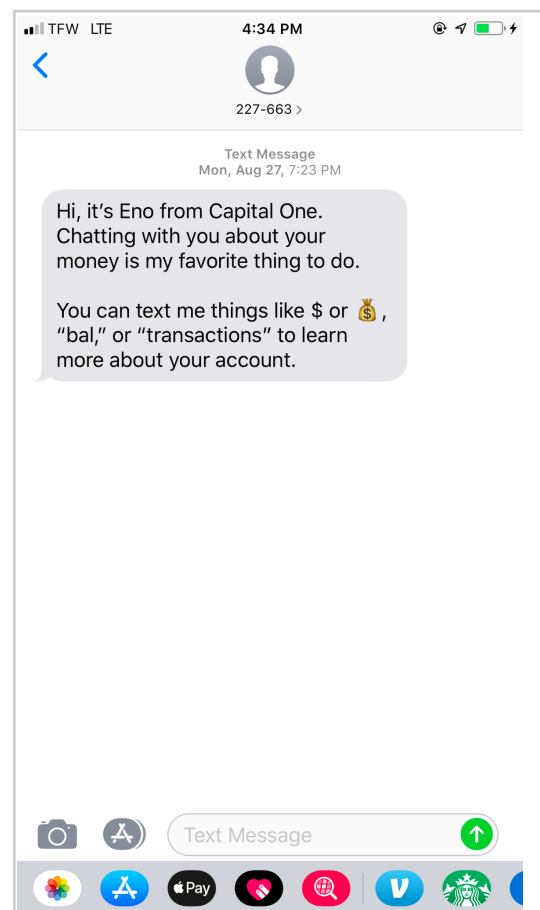 TFW LTE 4:34 PM
227-663 >
Text Message
Mon, Aug 27, 7:23 PM
Hi, it’s Eno from Capital One.
Chatting with you about your
money is my favorite thing to do.
You can text me things like $ or 💰,
“bal,” or “transactions” to learn
more about your account.
Text Message
Pay